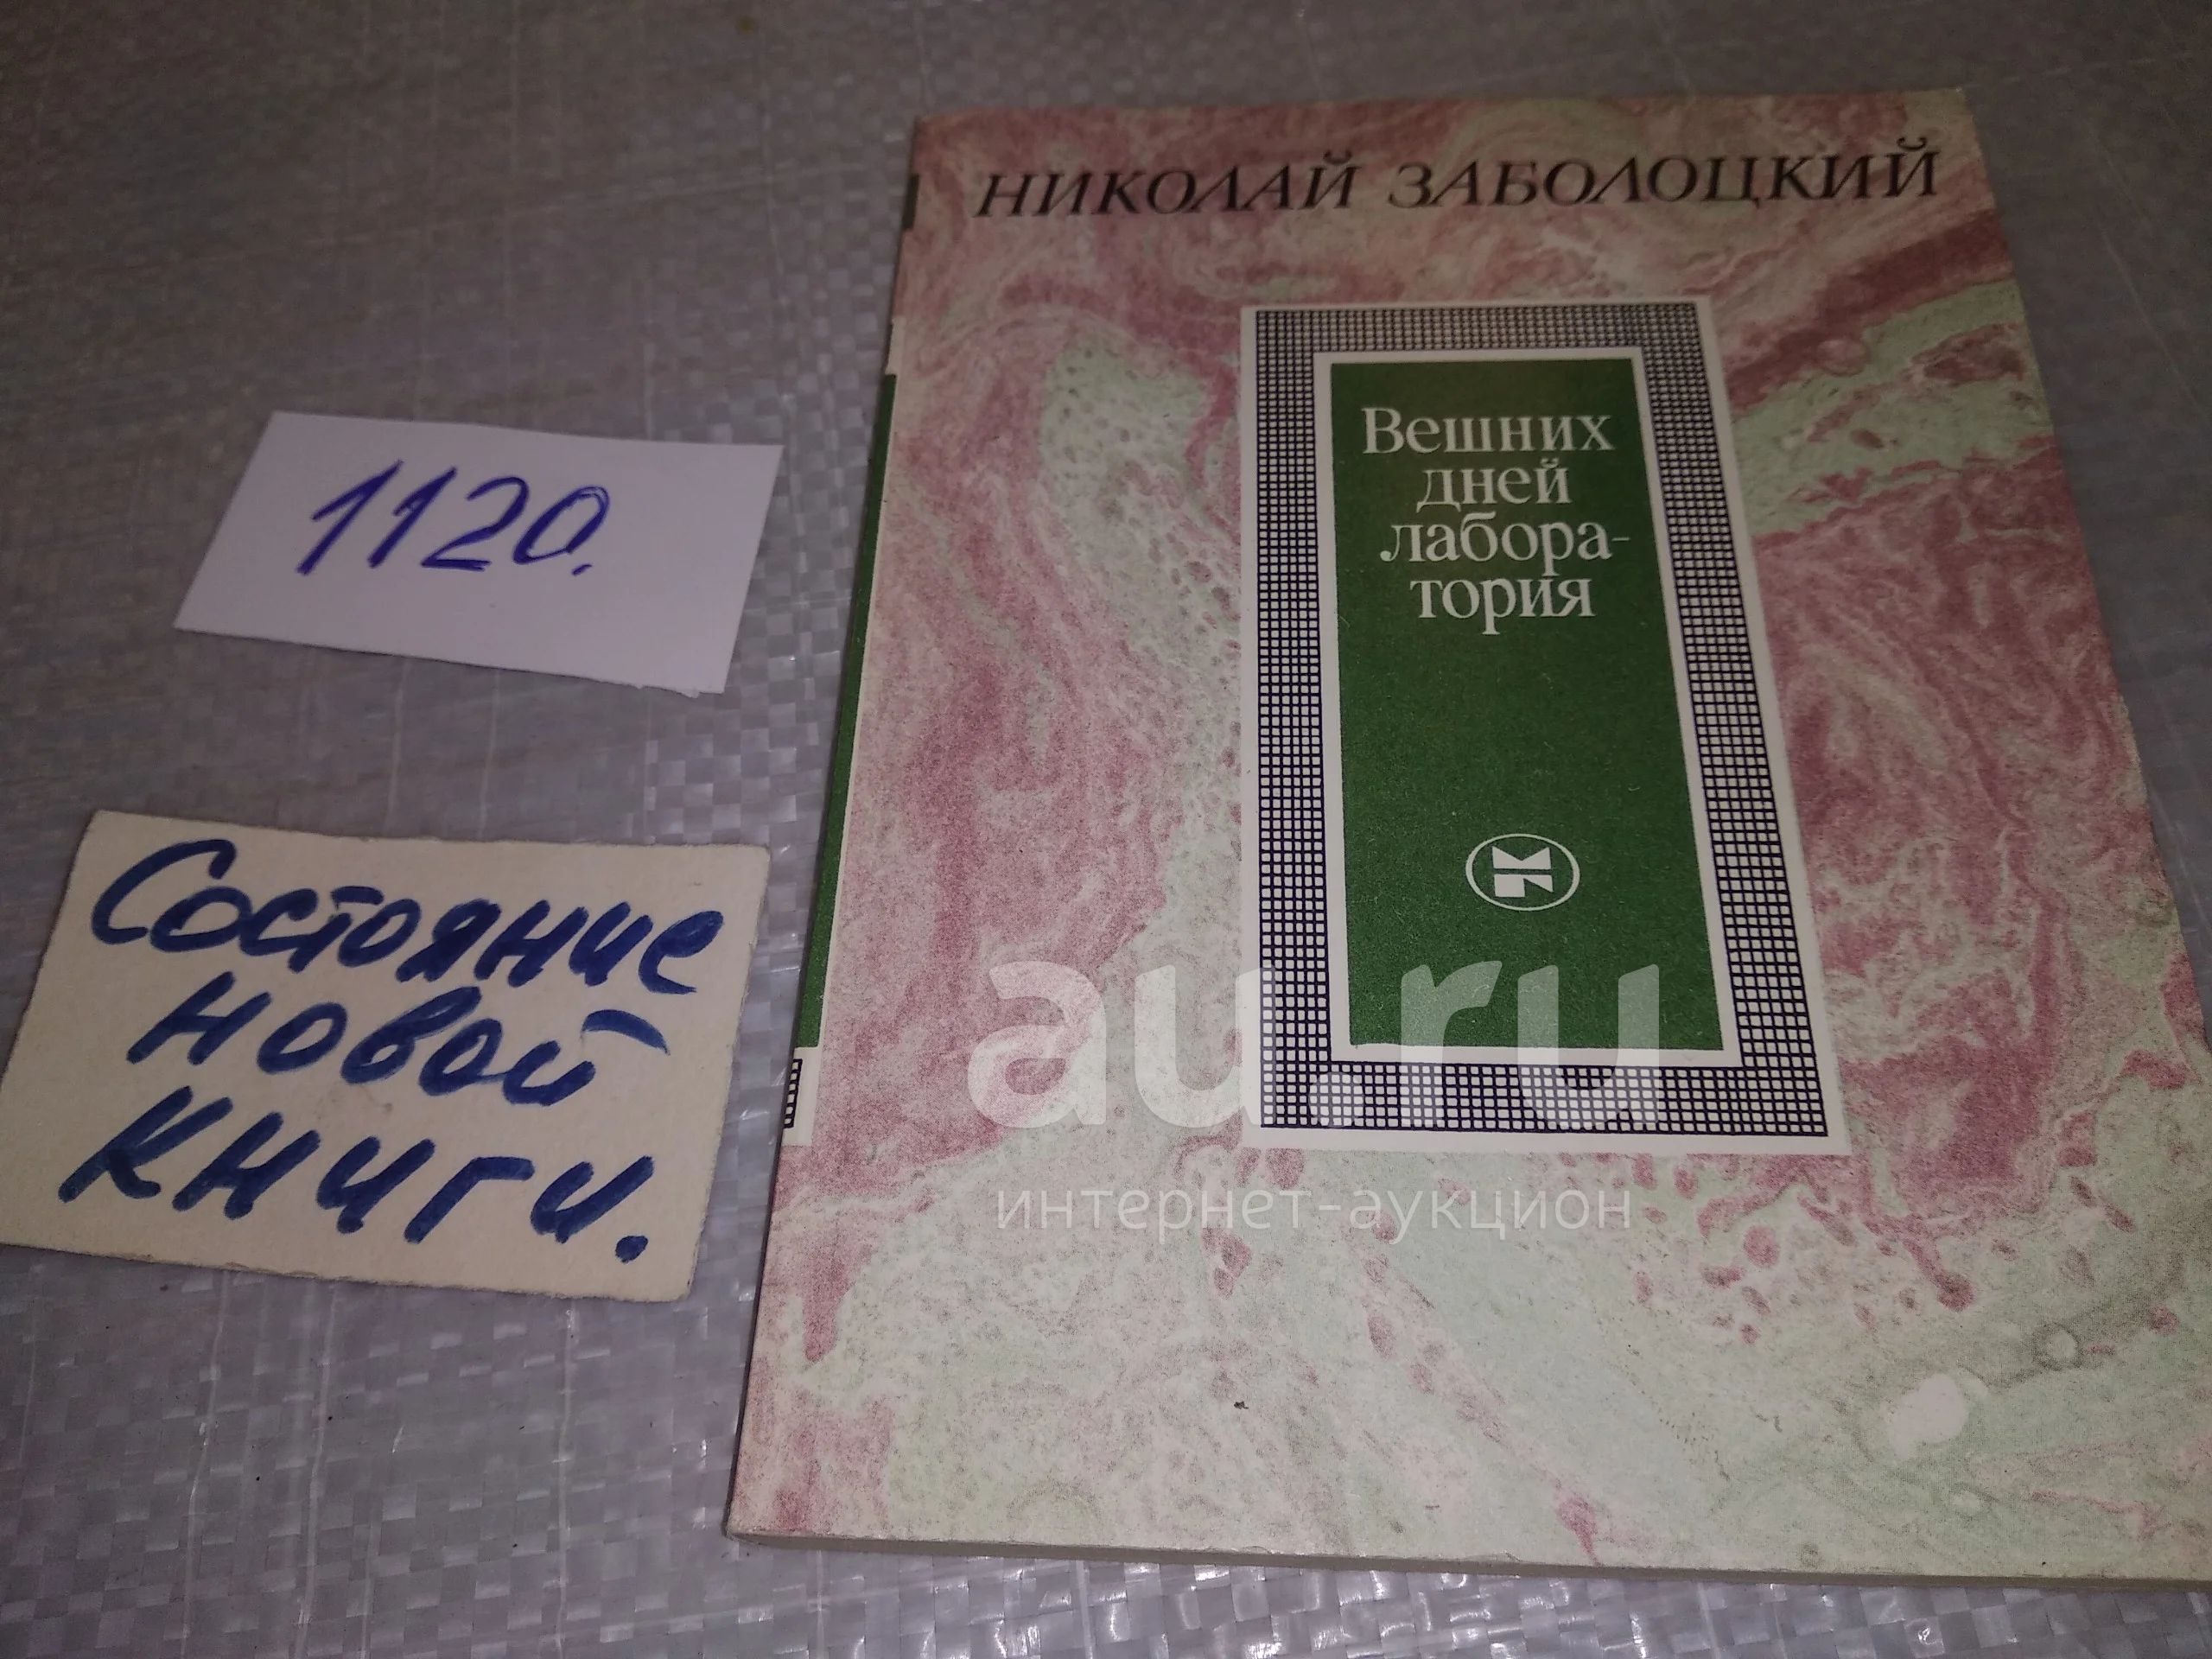 НИКОЛАЙ ЗАБОЛОЦКИЙ
Вешних
дней
лабора-
тория
1120.
Состояние
новой
книги.
au.ru
интернет-аукцион